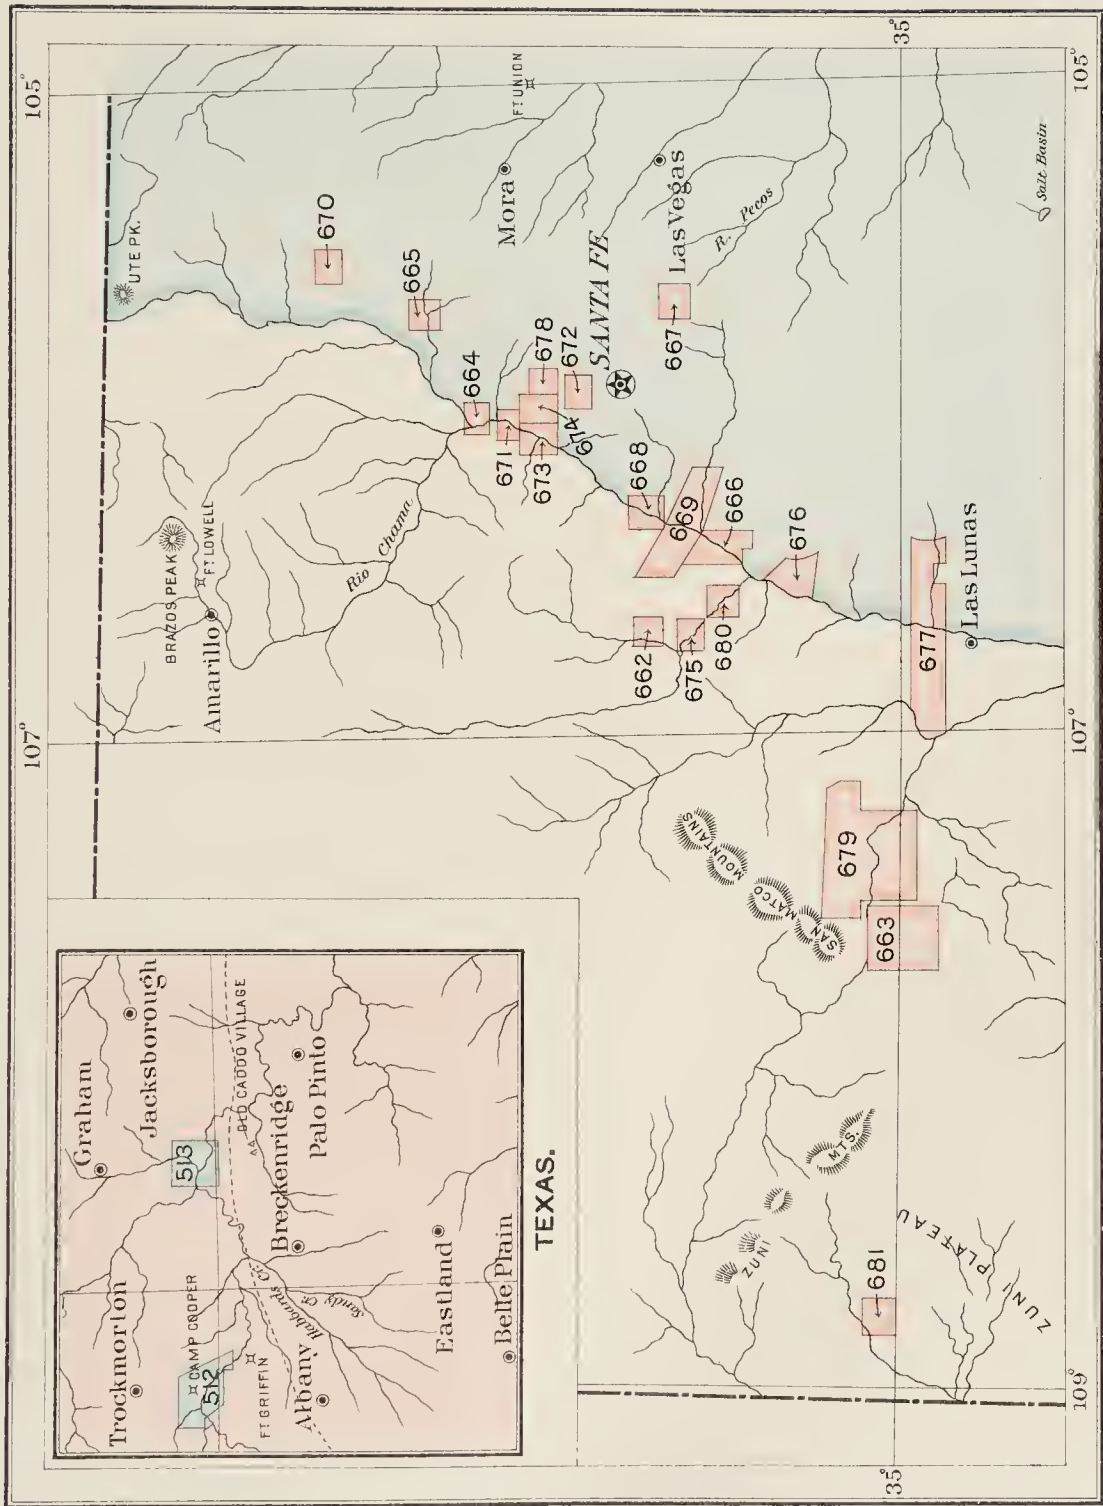 107°
105°
UTE PK.
670
665
BRAZOS PEAK
FT. LOWELL
Amarillo
Rio Chama
664
671
673
678
674
672
Mora
FT. UNION
SANTA FE
Las Vegas
667
R. Pecos
662
675
680
668
669
666
676
677
Las Lunas
Salt Basin
35°
SAN MATCO MOUNTAINS
679
663
ZUNI
MTS.
681
ZUNI PLATEAU
35°
109°
107°
105°
Trockmorton
Graham
Jacksborough
CAMP COOPER
512
513
FT. GRIFFIN
OLD CADDO VILLAGE
Albany
Hubbards Cr.
Sandy Cr.
Breckenridge
Palo Pinto
Eastland
Belle Plain
TEXAS.